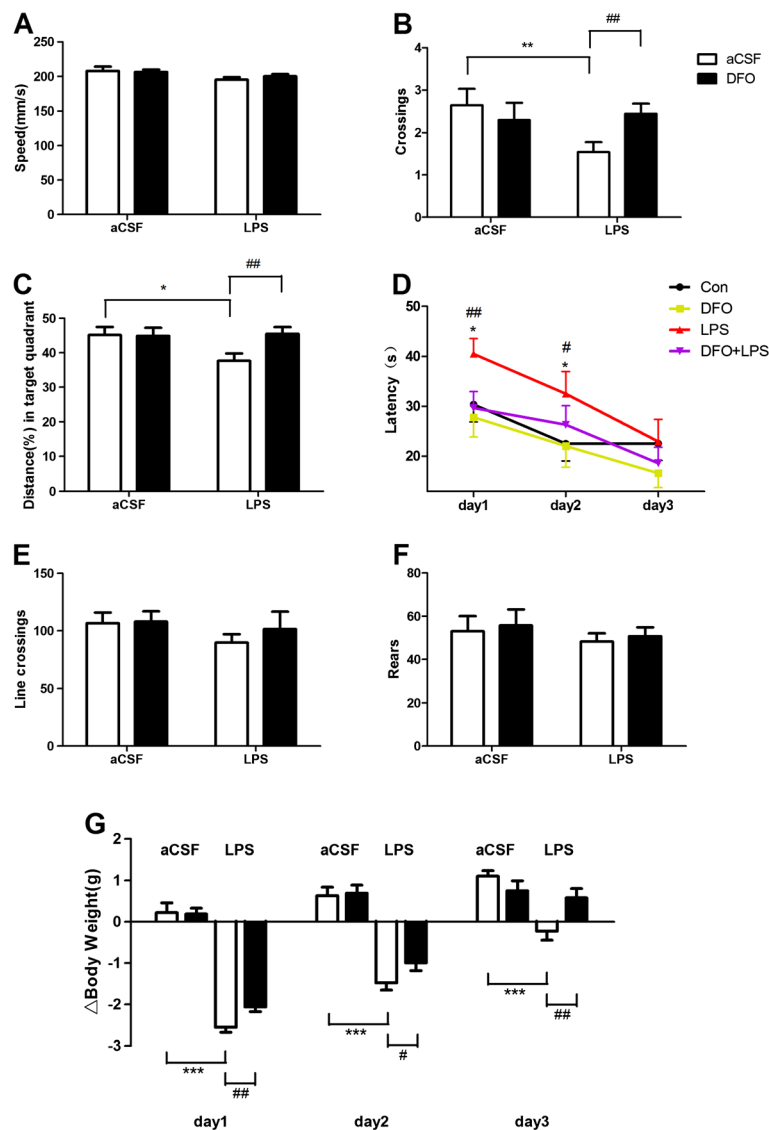 A
Speed(mm/s)
250
200
150
100
50
0
aCSF
LPS
B
Crossings
4
3
2
1
0
**
##
aCSF
LPS
aCSF
DFO
C
Distance(%) in target quadrant
50
40
30
20
10
0
*
##
aCSF
LPS
D
Latency (s)
40
30
20
##
*
#
*
day1
day2
day3
Con
DFO
LPS
DFO+LPS
E
Line crossings
150
100
50
0
aCSF
LPS
F
Rears
80
60
40
20
0
aCSF
LPS
G
△Body Weight(g)
2
1
0
-1
-2
-3
aCSF LPS
aCSF LPS
aCSF LPS
***
##
***
#
***
##
day1
day2
day3